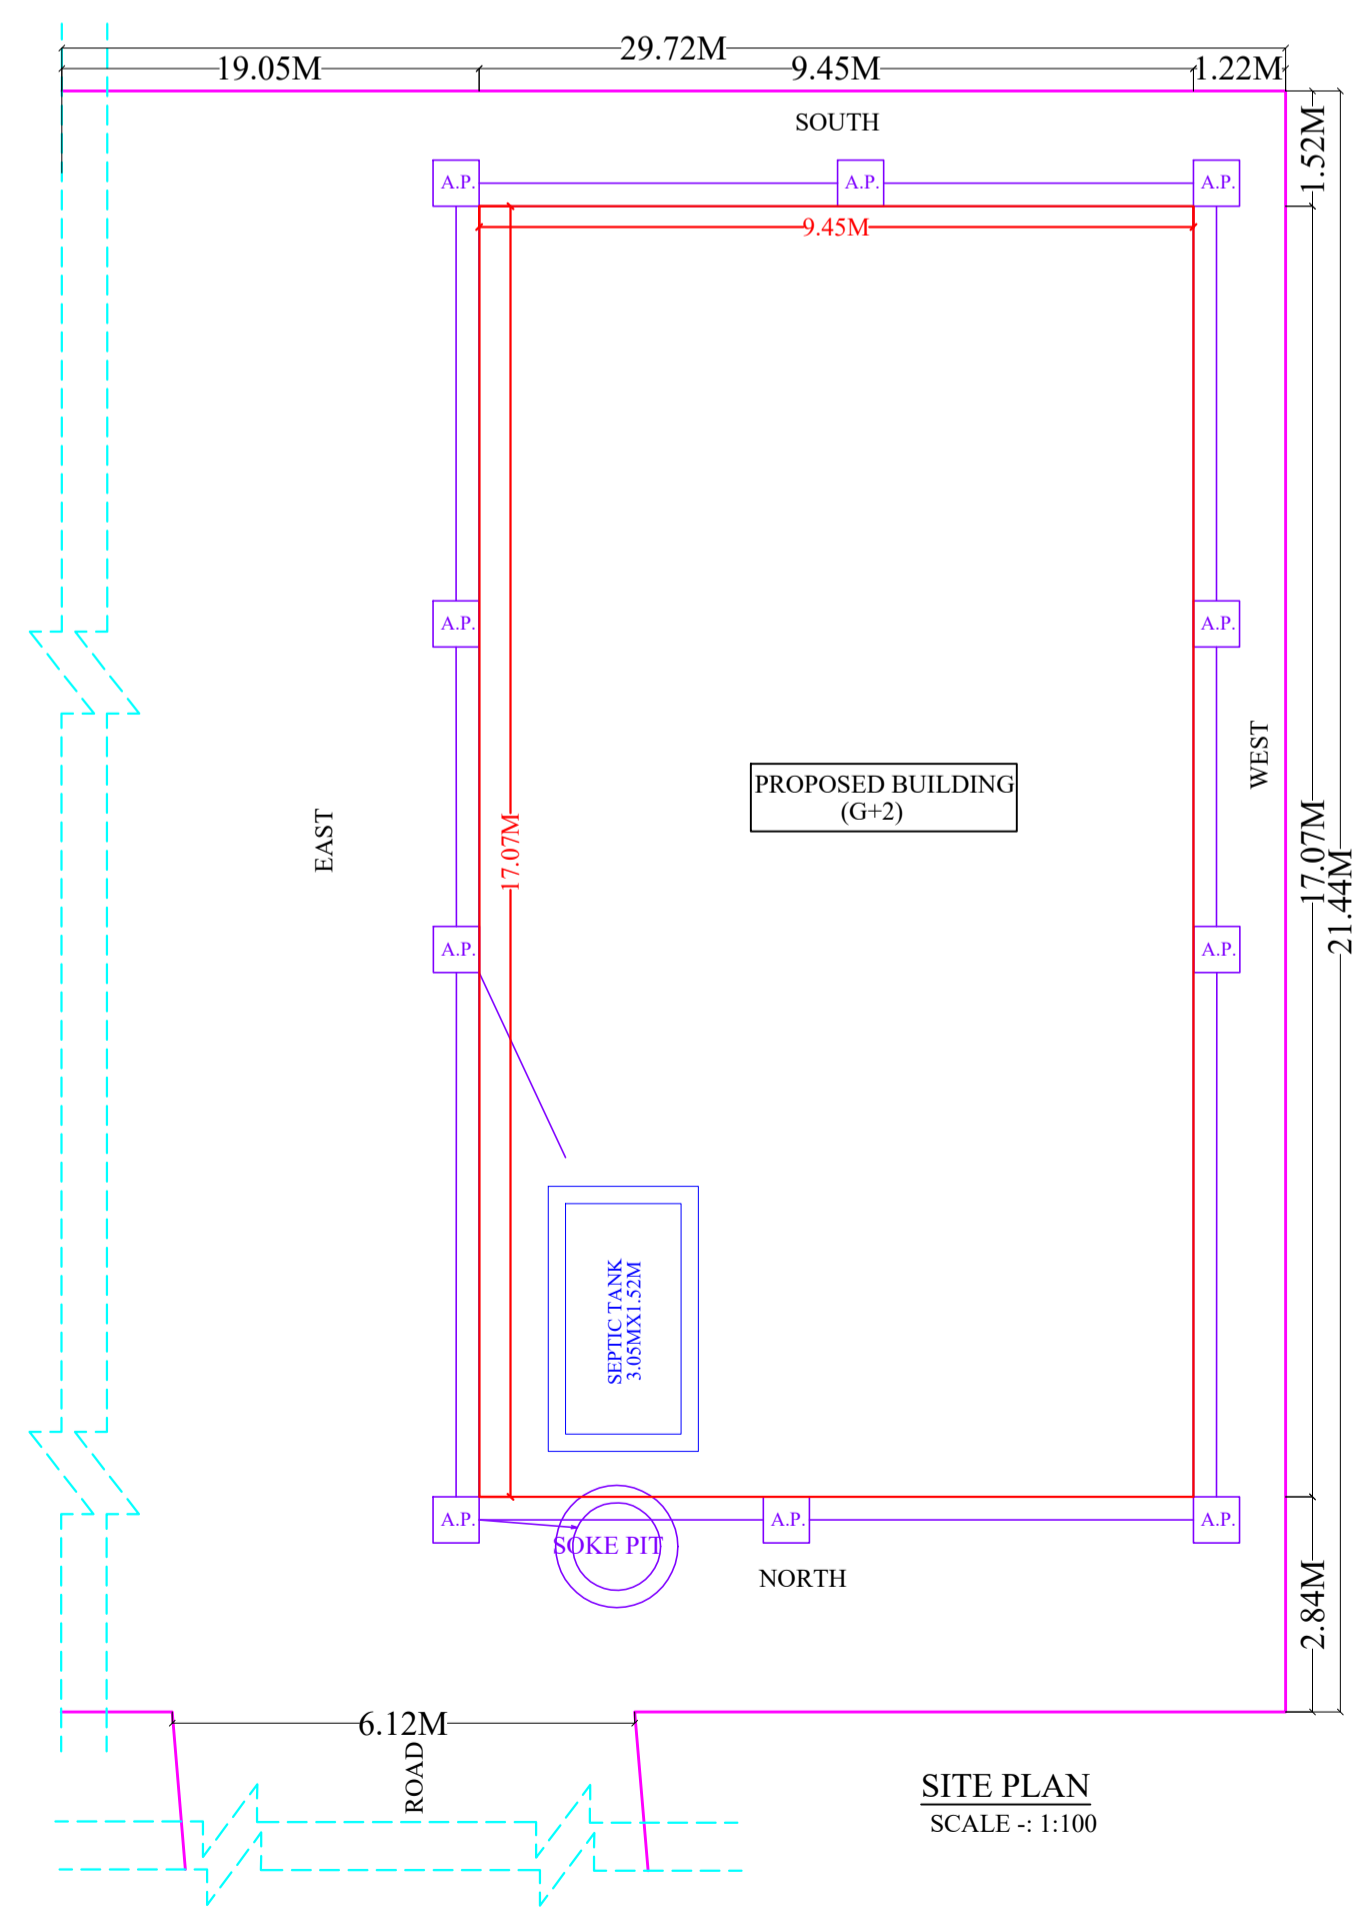 29.72M
19.05M
9.45M
1.22M
SOUTH
1.52M
A.P.
A.P.
A.P.
9.45M
A.P.
A.P.
WEST
PROPOSED BUILDING
(G+2)
EAST
17.07M
17.07M
21.44M
A.P.
A.P.
SEPTIC TANK
3.05MX1.52M
A.P.
A.P.
A.P.
SOKE PIT
NORTH
2.84M
6.12M
ROAD
SITE PLAN
SCALE -: 1:100